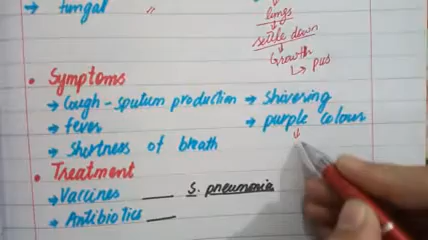 → fungal "
↓
lungs
↓
settle down
↓
Growth
↳ pus
• Symptoms
→ Cough - sputum production → Shivering
→ fever → purple colour
↓
→ Shortness of breath
• Treatment
→ Vaccines — S. pneumonia
→ Antibiotics —